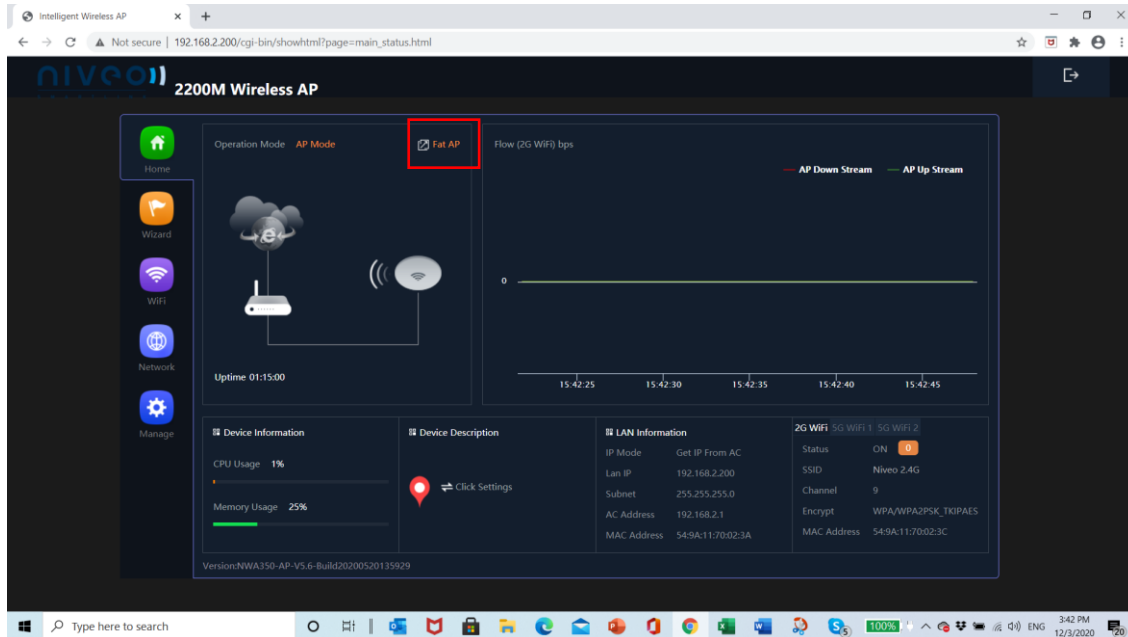 Intelligent Wireless AP
Not secure | 192.168.2.200/cgi-bin/showhtml?page=main_status.html
niveo
2200M Wireless AP
Home
Wizard
WiFi
Network
Manage
Operation Mode AP Mode Fat AP
Uptime 01:15:00
Flow (2G WiFi) bps
AP Down Stream AP Up Stream
0
15:42:25 15:42:30 15:42:35 15:42:40 15:42:45
Device Information
CPU Usage 1%
Memory Usage 25%
Device Description
Click Settings
LAN Information
IP Mode Get IP From AC
Lan IP 192.168.2.200
Subnet 255.255.255.0
AC Address 192.168.2.1
MAC Address 54:9A:11:70:02:3A
2G WiFi 5G WiFi 1 5G WiFi 2
Status ON 0
SSID Niveo 2.4G
Channel 9
Encrypt WPA/WPA2PSK_TKIPAES
MAC Address 54:9A:11:70:02:3C
Version:NWA350-AP-V5.6-Build20200520135929
Type here to search
100%
ENG
3:42 PM
12/3/2020
20